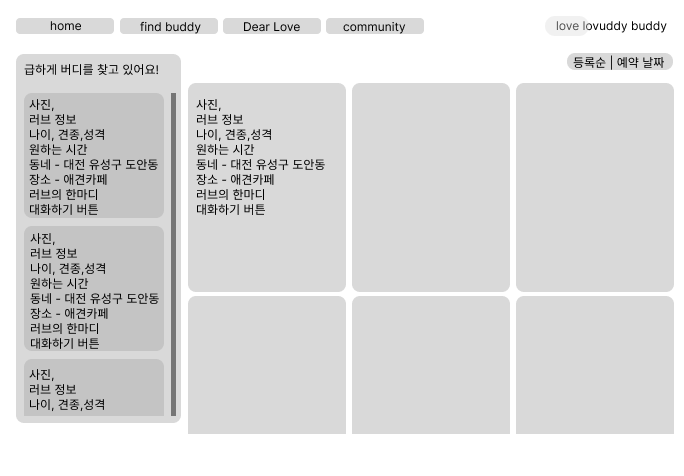 home
find buddy
Dear Love
community
love lovuddy buddy
급하게 버디를 찾고 있어요!
등록순 | 예약 날짜
사진,
러브 정보
나이, 견종,성격
원하는 시간
동네 - 대전 유성구 도안동
장소 - 애견카페
러브의 한마디
대화하기 버튼
사진,
러브 정보
나이, 견종,성격
원하는 시간
동네 - 대전 유성구 도안동
장소 - 애견카페
러브의 한마디
대화하기 버튼
사진,
러브 정보
나이, 견종,성격
사진,
러브 정보
나이, 견종,성격
원하는 시간
동네 - 대전 유성구 도안동
장소 - 애견카페
러브의 한마디
대화하기 버튼